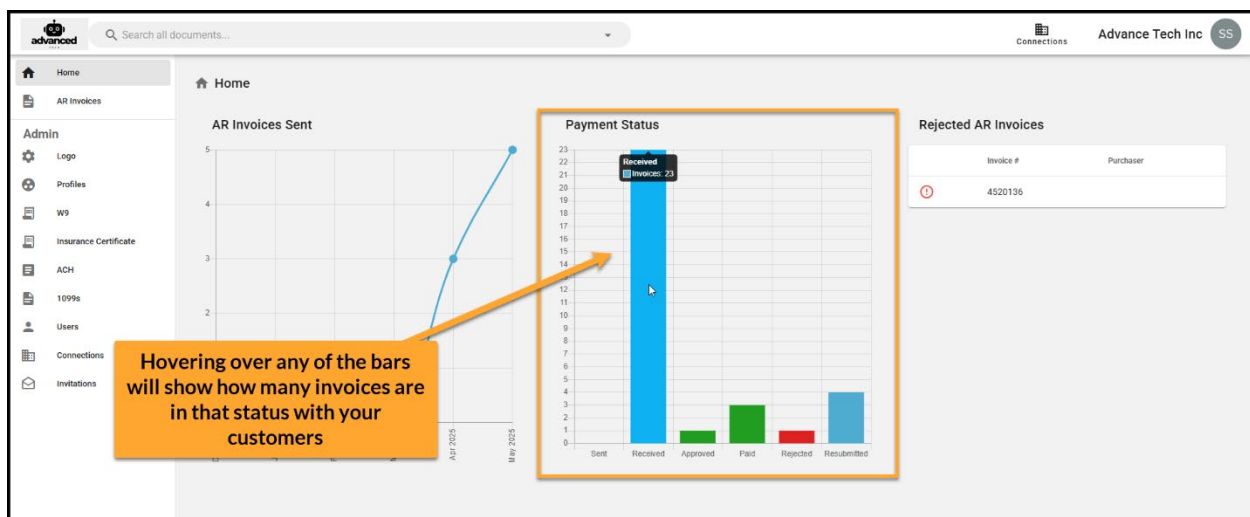 advanced
Search all documents...
Connections
Advance Tech Inc
SS
Home
AR Invoices
Admin
Logo
Profiles
W9
Insurance Certificate
ACH
1099s
Users
Connections
Invitations
Home
AR Invoices Sent
5
4
3
2
Apr 2025
May 2025
Hovering over any of the bars
will show how many invoices are
in that status with your
customers
Payment Status
23
22
21
20
19
18
17
16
15
14
13
12
11
10
9
8
7
6
5
4
3
2
1
0
Received
Invoices: 23
Sent
Received
Approved
Paid
Rejected
Resubmitted
Rejected AR Invoices
Invoice #
Purchaser
4520136